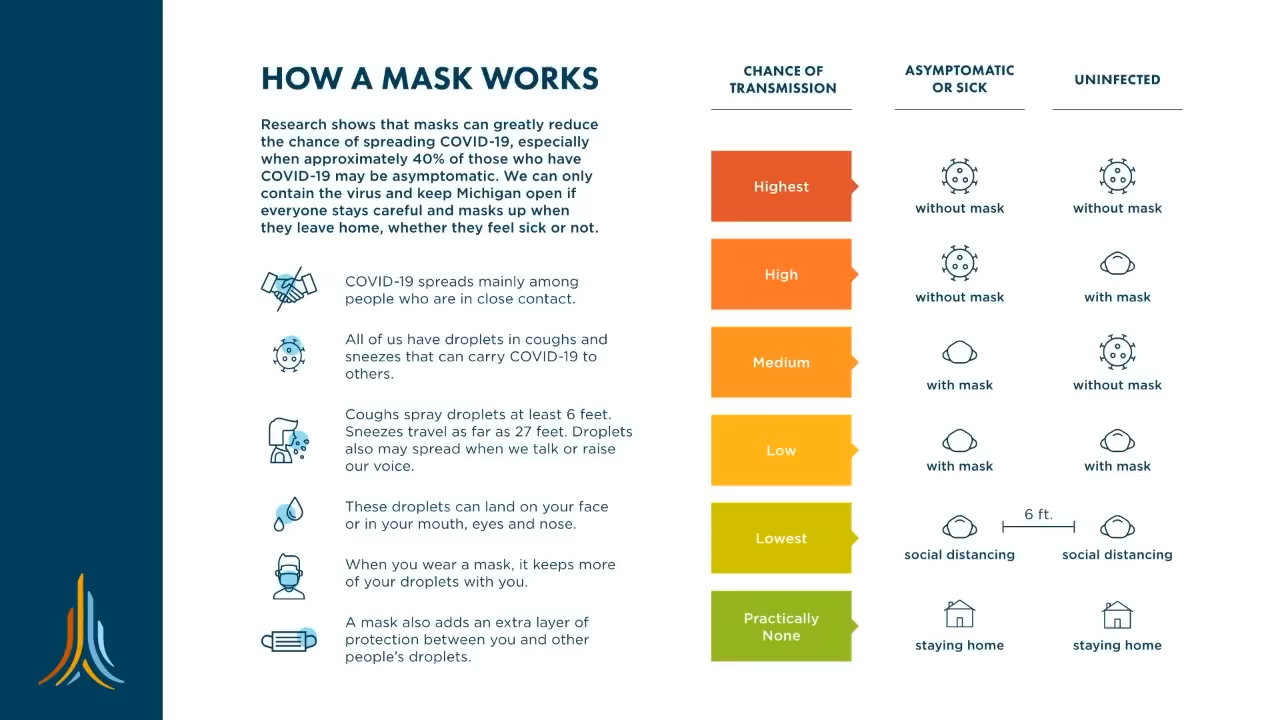 HOW A MASK WORKS
Research shows that masks can greatly reduce
the chance of spreading COVID-19, especially
when approximately 40% of those who have
COVID-19 may be asymptomatic. We can only
contain the virus and keep Michigan open if
everyone stays careful and masks up when
they leave home, whether they feel sick or not.
COVID-19 spreads mainly among
people who are in close contact.
All of us have droplets in coughs and
sneezes that can carry COVID-19 to
others.
Coughs spray droplets at least 6 feet.
Sneezes travel as far as 27 feet. Droplets
also may spread when we talk or raise
our voice.
These droplets can land on your face
or in your mouth, eyes and nose.
When you wear a mask, it keeps more
of your droplets with you.
A mask also adds an extra layer of
protection between you and other
people's droplets.
CHANCE OF
TRANSMISSION
ASYMPTOMATIC
OR SICK
UNINFECTED
Highest
without mask
without mask
High
without mask
with mask
Medium
with mask
without mask
Low
with mask
with mask
Lowest
6 ft.
social distancing
social distancing
Practically
None
staying home
staying home